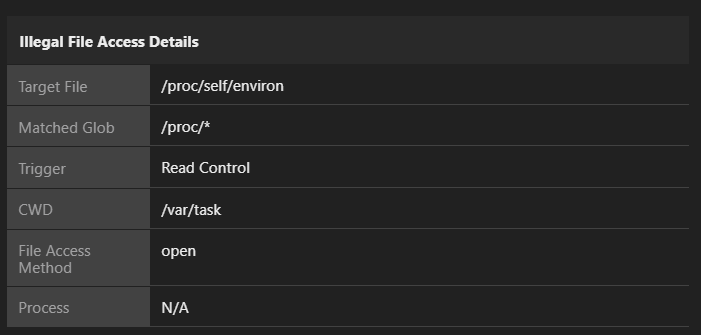 Illegal File Access Details
Target File /proc/self/environ
Matched Glob /proc/*
Trigger Read Control
CWD /var/task
File Access open
Method
Process N/A